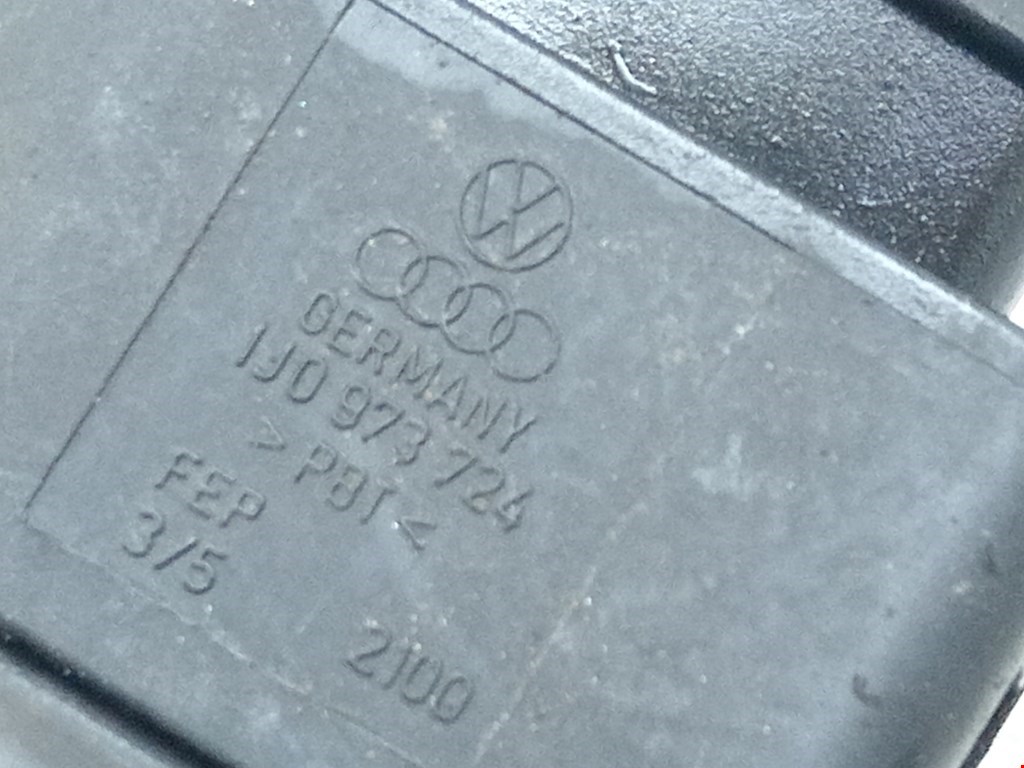 GERMANY
1J0 973 724
> PBT <
FEP
3/5
2100